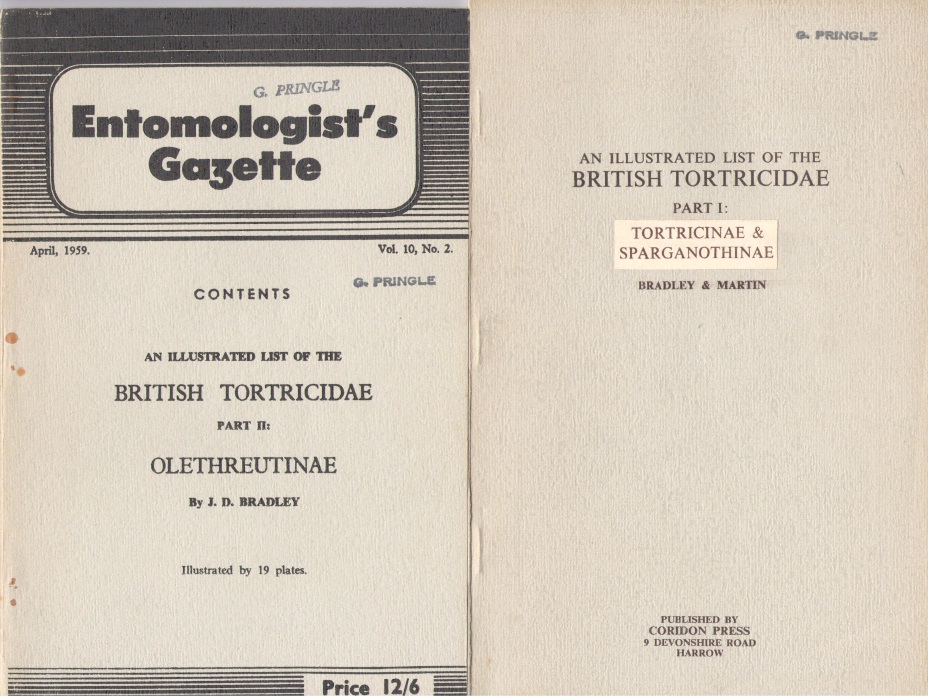 G. PRINGLE
Entomologist's
Gazette
April, 1959.
Vol. 10, No. 2.
G. PRINGLE
CONTENTS
AN ILLUSTRATED LIST OF THE
BRITISH TORTRICIDAE
PART II:
OLETHREUTINAE
By J. D. BRADLEY
Illustrated by 19 plates.
Price 12/6
G. PRINGLE
AN ILLUSTRATED LIST OF THE
BRITISH TORTRICIDAE
PART I:
TORTRICINAE &
SPARGANOTHINAE
BRADLEY & MARTIN
PUBLISHED BY
CORIDON PRESS
9 DEVONSHIRE ROAD
HARROW